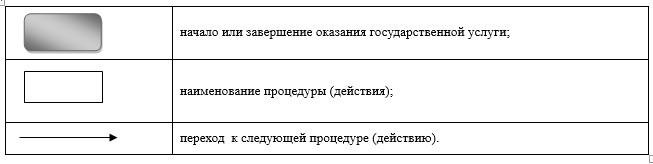 начало или завершение оказания государственной услуги;
наименование процедуры (действия);
переход к следующей процедуре (действию).